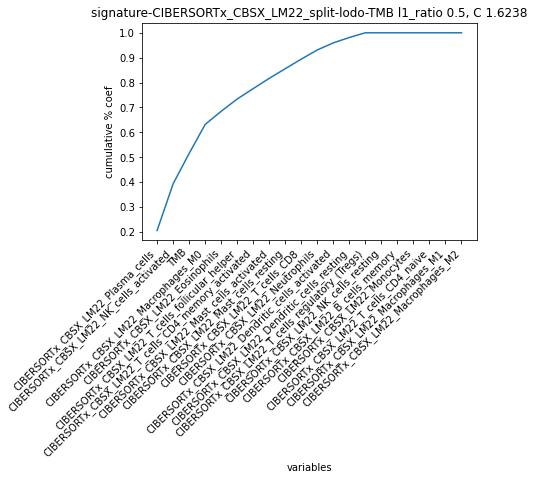 signature-CIBERSORTx_CBSX_LM22_split-lodo-TMB l1_ratio 0.5, C 1.6238
cumulative % coef
1.0
0.9
0.8
0.7
0.6
0.5
0.4
0.3
0.2
CIBERSORTx_CBSX_LM22_Plasma_cells
CIBERSORTx_CBSX_LM22_NK_cells_activated
TMB
CIBERSORTx_CBSX_LM22_Macrophages_M0
CIBERSORTx_CBSX_LM22_Eosinophils
CIBERSORTx_CBSX_LM22_T_cells_follicular_helper
CIBERSORTx_CBSX_LM22_T_cells_CD4_memory_activated
CIBERSORTx_CBSX_LM22_Mast_cells_activated
CIBERSORTx_CBSX_LM22_Mast_cells_resting
CIBERSORTx_CBSX_LM22_T_cells_CD8
CIBERSORTx_CBSX_LM22_Neutrophils
CIBERSORTx_CBSX_LM22_Dendritic_cells_activated
CIBERSORTx_CBSX_LM22_Dendritic_cells_resting
CIBERSORTx_CBSX_LM22_T_cells_regulatory_(Tregs)
CIBERSORTx_CBSX_LM22_NK_cells_resting
CIBERSORTx_CBSX_LM22_B_cells_memory
CIBERSORTx_CBSX_LM22_Monocytes
CIBERSORTx_CBSX_LM22_T_cells_CD4_naive
CIBERSORTx_CBSX_LM22_Macrophages_M1
CIBERSORTx_CBSX_LM22_Macrophages_M2
variables